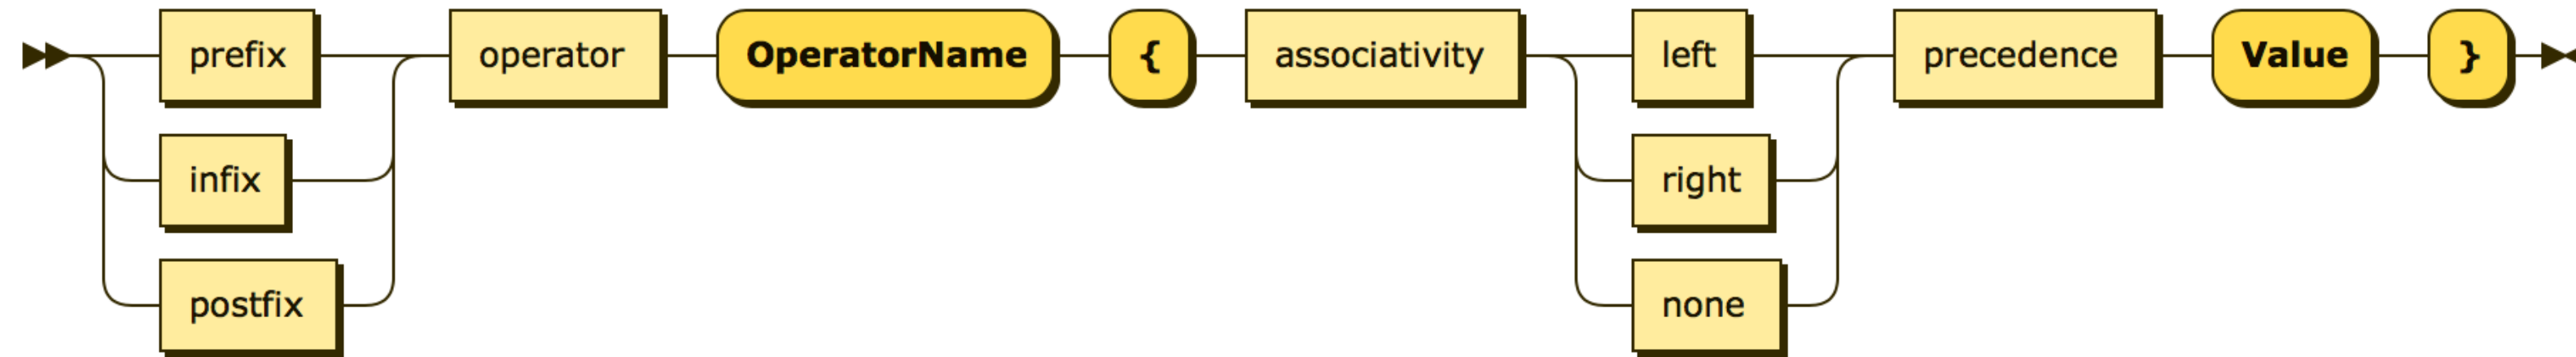 prefix operator OperatorName { associativity left precedence Value }
infix right
postfix none